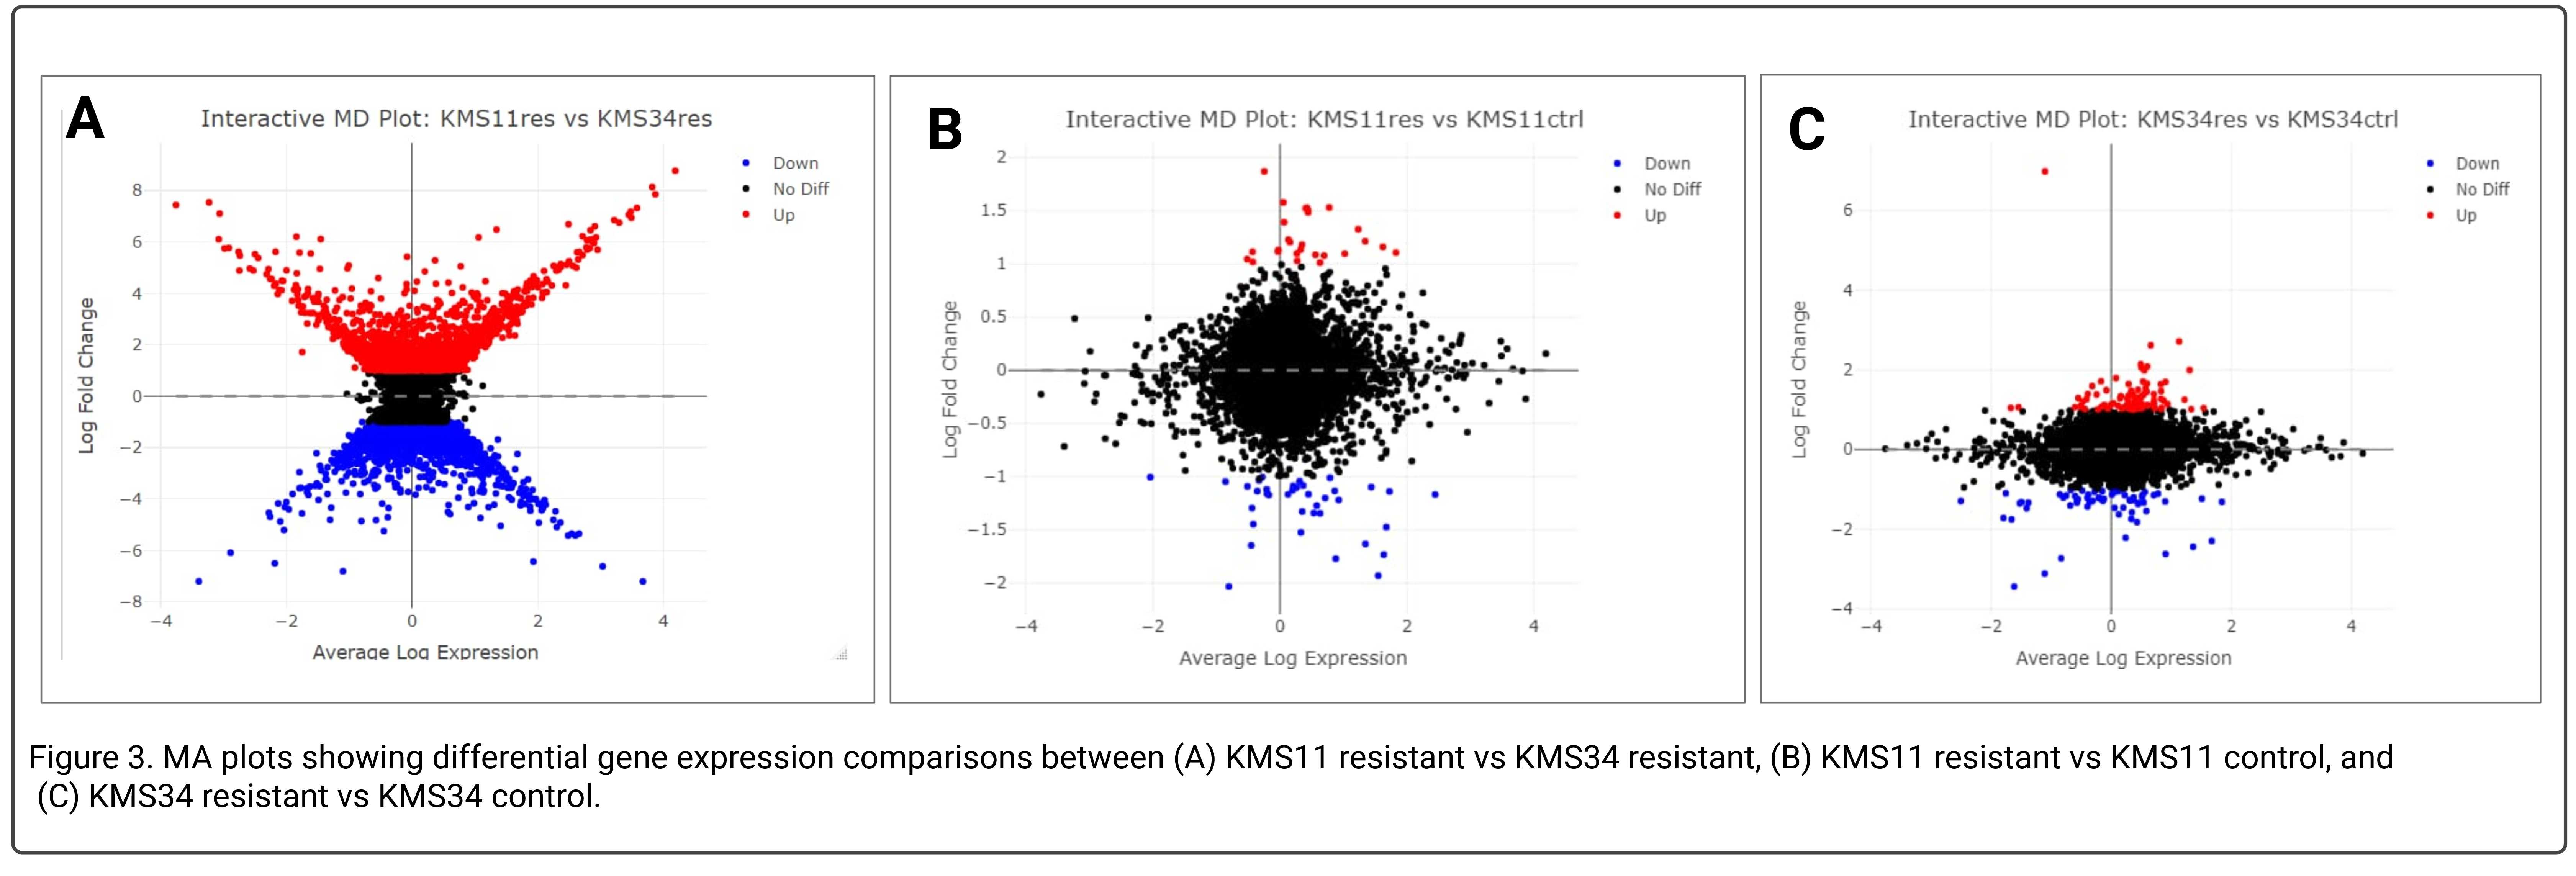 A
Interactive MD Plot: KMS11res vs KMS34res
Down
No Diff
Up
8
6
4
2
0
−2
−4
−6
−8
−4
−2
0
2
4
Log Fold Change
Average Log Expression
B
Interactive MD Plot: KMS11res vs KMS11ctrl
Down
No Diff
Up
2
1.5
1
0.5
0
−0.5
−1
−1.5
−2
−4
−2
0
2
4
Log Fold Change
Average Log Expression
C
Interactive MD Plot: KMS34res vs KMS34ctrl
Down
No Diff
Up
6
4
2
0
−2
−4
−4
−2
0
2
4
Log Fold Change
Average Log Expression
Figure 3. MA plots showing differential gene expression comparisons between (A) KMS11 resistant vs KMS34 resistant, (B) KMS11 resistant vs KMS11 control, and
(C) KMS34 resistant vs KMS34 control.